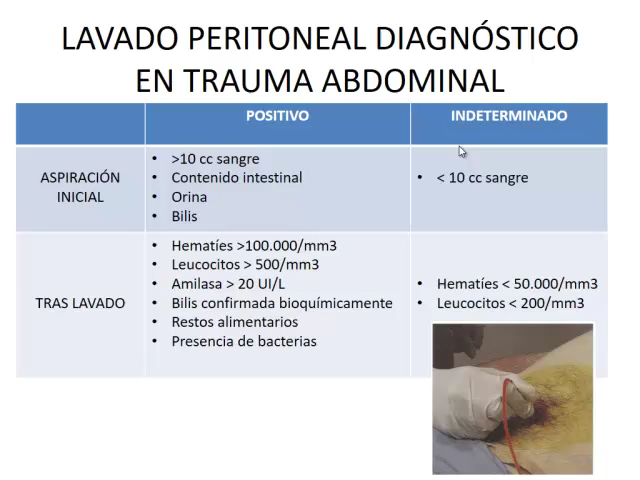 LAVADO PERITONEAL DIAGNÓSTICO
EN TRAUMA ABDOMINAL
POSITIVO
INDETERMINADO
ASPIRACIÓN
INICIAL
• >10 cc sangre
• Contenido intestinal
• Orina
• Bilis
• < 10 cc sangre
TRAS LAVADO
• Hematíes >100.000/mm3
• Leucocitos > 500/mm3
• Amilasa > 20 UI/L
• Bilis confirmada bioquímicamente
• Restos alimentarios
• Presencia de bacterias
• Hematíes < 50.000/mm3
• Leucocitos < 200/mm3